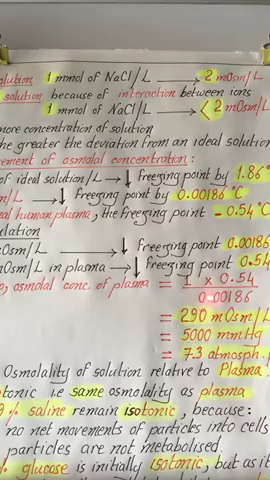 solution 1 mmol of NaCl/L → 2 mOsm/L
solution because of interaction between ions
1 mmol of NaCl/L → < 2 mOsm/L
more concentration of solution
the greater the deviation from an ideal solution
ement of osmolal concentration:
of ideal solution/L → ↓ freezing point by 1.86°
m/L → ↓ freezing point by 0.00186 °C
al human plasma, the freezing point -0.54°C
elation
Osm/L → ↓ freezing point 0.00186
nOsm/L in plasma → ↓ freezing point 0.54
o, osmolal conc. of plasma = 1 x 0.54
0.00186
= 290 mOsm/L
= 5000 mmHg
= 7.3 atmosph.
Osmolality of solution relative to Plasma
tonic i.e same osmolality as plasma
9% saline remain isotonic, because:
no net movements of particles into cells
particles are not metabolised.
% glucose is initially isotonic, but as it